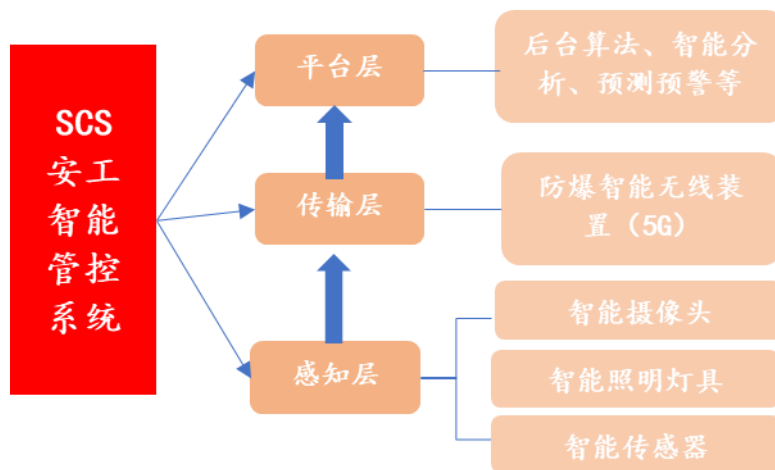 SCS
安工
智能
管控
系统
平台层
后台算法、智能分
析、预测预警等
传输层
防爆智能无线装
置（5G）
感知层
智能摄像头
智能照明灯具
智能传感器